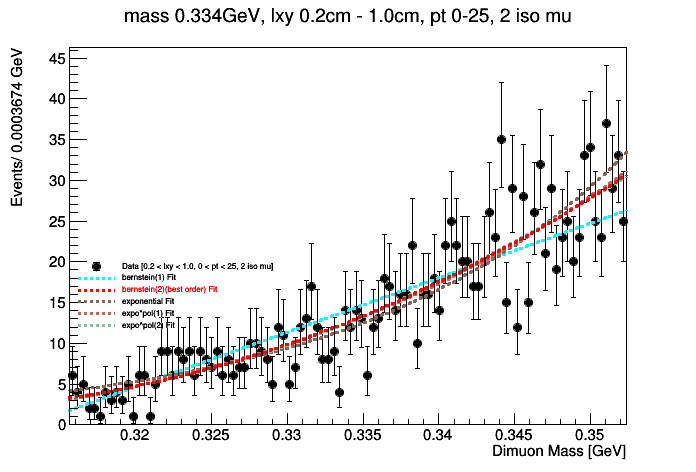 mass 0.334GeV, lxy 0.2cm - 1.0cm, pt 0-25, 2 iso mu
Events/ 0.0003674 GeV
45
40
35
30
25
20
15
10
5
0
Data [0.2 < lxy < 1.0, 0 < pt < 25, 2 iso mu]
bernstein(1) Fit
bernstein(2)(best order) Fit
exponential Fit
expo*pol(1) Fit
expo*pol(2) Fit
0.32 0.325 0.33 0.335 0.34 0.345 0.35
Dimuon Mass [GeV]